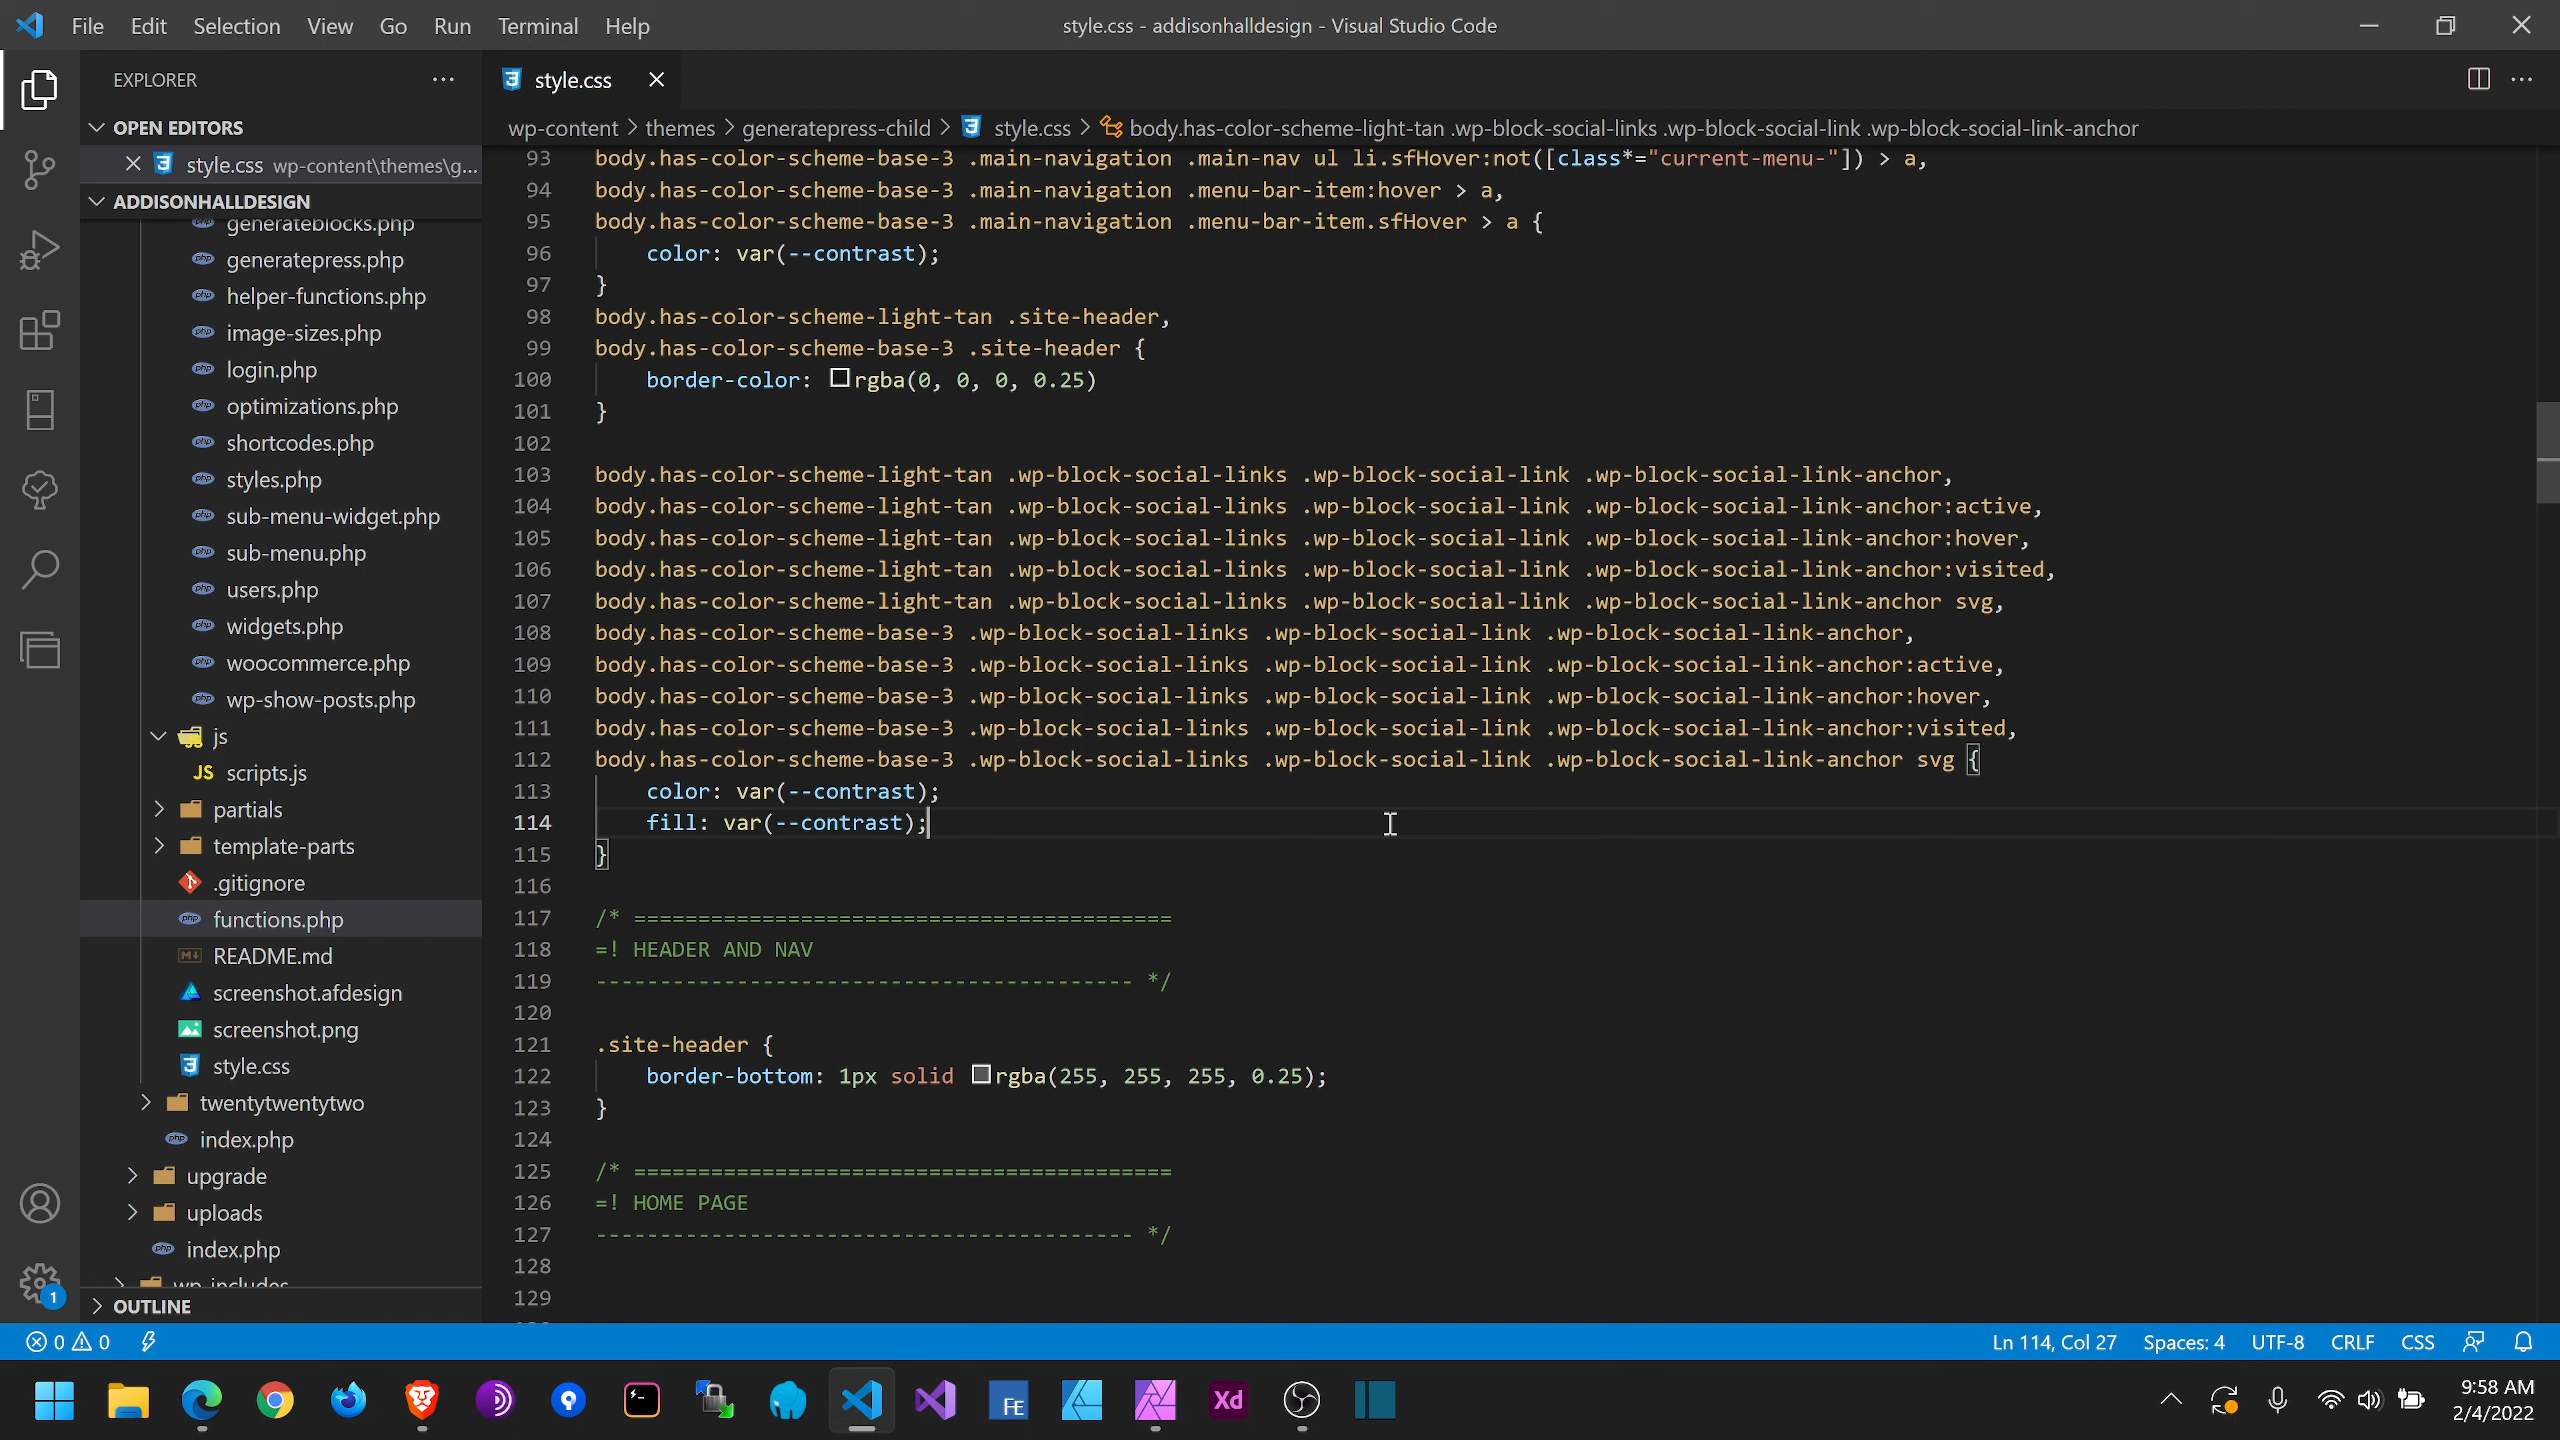 File Edit Selection View Go Run Terminal Help
style.css - addisonhalldesign - Visual Studio Code
EXPLORER
OPEN EDITORS
style.css wp-content\themes\g...
ADDISONHALLDESIGN
generateblocks.php
generatepress.php
helper-functions.php
image-sizes.php
login.php
optimizations.php
shortcodes.php
styles.php
sub-menu-widget.php
sub-menu.php
users.php
widgets.php
woocommerce.php
wp-show-posts.php
js
JS scripts.js
partials
template-parts
.gitignore
functions.php
README.md
screenshot.afdesign
screenshot.png
style.css
twentytwentytwo
index.php
upgrade
uploads
index.php
wp-includes
OUTLINE
style.css
wp-content > themes > generatepress-child > style.css > body.has-color-scheme-light-tan .wp-block-social-links .wp-block-social-link .wp-block-social-link-anchor
93 body.has-color-scheme-base-3 .main-navigation .main-nav ul li.sfHover:not([class*="current-menu-"]) > a,
94 body.has-color-scheme-base-3 .main-navigation .menu-bar-item:hover > a,
95 body.has-color-scheme-base-3 .main-navigation .menu-bar-item.sfHover > a {
96 color: var(--contrast);
97 }
98 body.has-color-scheme-light-tan .site-header,
99 body.has-color-scheme-base-3 .site-header {
100 border-color: rgba(0, 0, 0, 0.25)
101 }
102
103 body.has-color-scheme-light-tan .wp-block-social-links .wp-block-social-link .wp-block-social-link-anchor,
104 body.has-color-scheme-light-tan .wp-block-social-links .wp-block-social-link .wp-block-social-link-anchor:active,
105 body.has-color-scheme-light-tan .wp-block-social-links .wp-block-social-link .wp-block-social-link-anchor:hover,
106 body.has-color-scheme-light-tan .wp-block-social-links .wp-block-social-link .wp-block-social-link-anchor:visited,
107 body.has-color-scheme-light-tan .wp-block-social-links .wp-block-social-link .wp-block-social-link-anchor svg,
108 body.has-color-scheme-base-3 .wp-block-social-links .wp-block-social-link .wp-block-social-link-anchor,
109 body.has-color-scheme-base-3 .wp-block-social-links .wp-block-social-link .wp-block-social-link-anchor:active,
110 body.has-color-scheme-base-3 .wp-block-social-links .wp-block-social-link .wp-block-social-link-anchor:hover,
111 body.has-color-scheme-base-3 .wp-block-social-links .wp-block-social-link .wp-block-social-link-anchor:visited,
112 body.has-color-scheme-base-3 .wp-block-social-links .wp-block-social-link .wp-block-social-link-anchor svg {
113 color: var(--contrast);
114 fill: var(--contrast);
115 }
116
117 /* ==========================================
118 =! HEADER AND NAV
119 ------------------------------------------ */
120
121 .site-header {
122 border-bottom: 1px solid rgba(255, 255, 255, 0.25);
123 }
124
125 /* ==========================================
126 =! HOME PAGE
127 ------------------------------------------ */
128
129
1
0 0
Ln 114, Col 27 Spaces: 4 UTF-8 CRLF CSS
FE
Xd
9:58 AM
2/4/2022